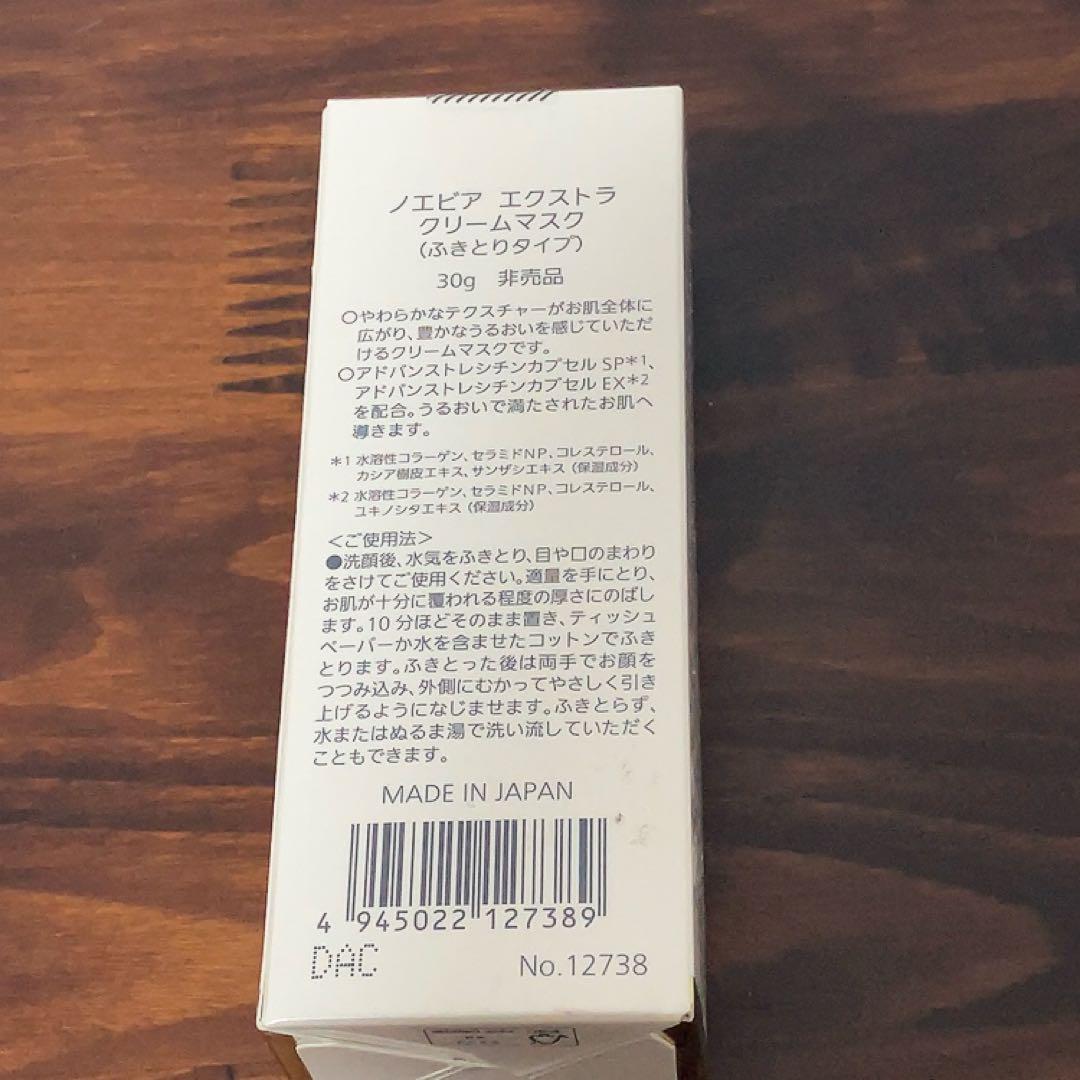 ノエビア エクストラ
クリームマスク
(ふきとりタイプ)
30g 非売品
○やわらかなテクスチャーがお肌全体に
広がり、豊かなうるおいを感じていただ
けるクリームマスクです。
○アドバンストレシチンカプセル SP*1、
アドバンストレシチンカプセル EX*2
を配合。うるおいで満たされたお肌へ
導きます。
*1 水溶性コラーゲン、セラミドNP、コレステロール、
カシア樹皮エキス、サンザシエキス(保湿成分)
*2 水溶性コラーゲン、セラミドNP、コレステロール、
ユキノシタエキス(保湿成分)
<ご使用法>
●洗顔後、水気をふきとり、目や口のまわり
をさけてご使用ください。適量を手にとり、
お肌が十分に覆われる程度の厚さにのばし
ます。10分ほどそのまま置き、ティッシュ
ペーパーか水を含ませたコットンでふき
とります。ふきとった後は両手でお顔を
つつみ込み、外側にむかってやさしく引き
上げるようになじませます。ふきとらず、
水またはぬるま湯で洗い流していただく
こともできます。
MADE IN JAPAN
4 945022 127389
DAC
No.12738